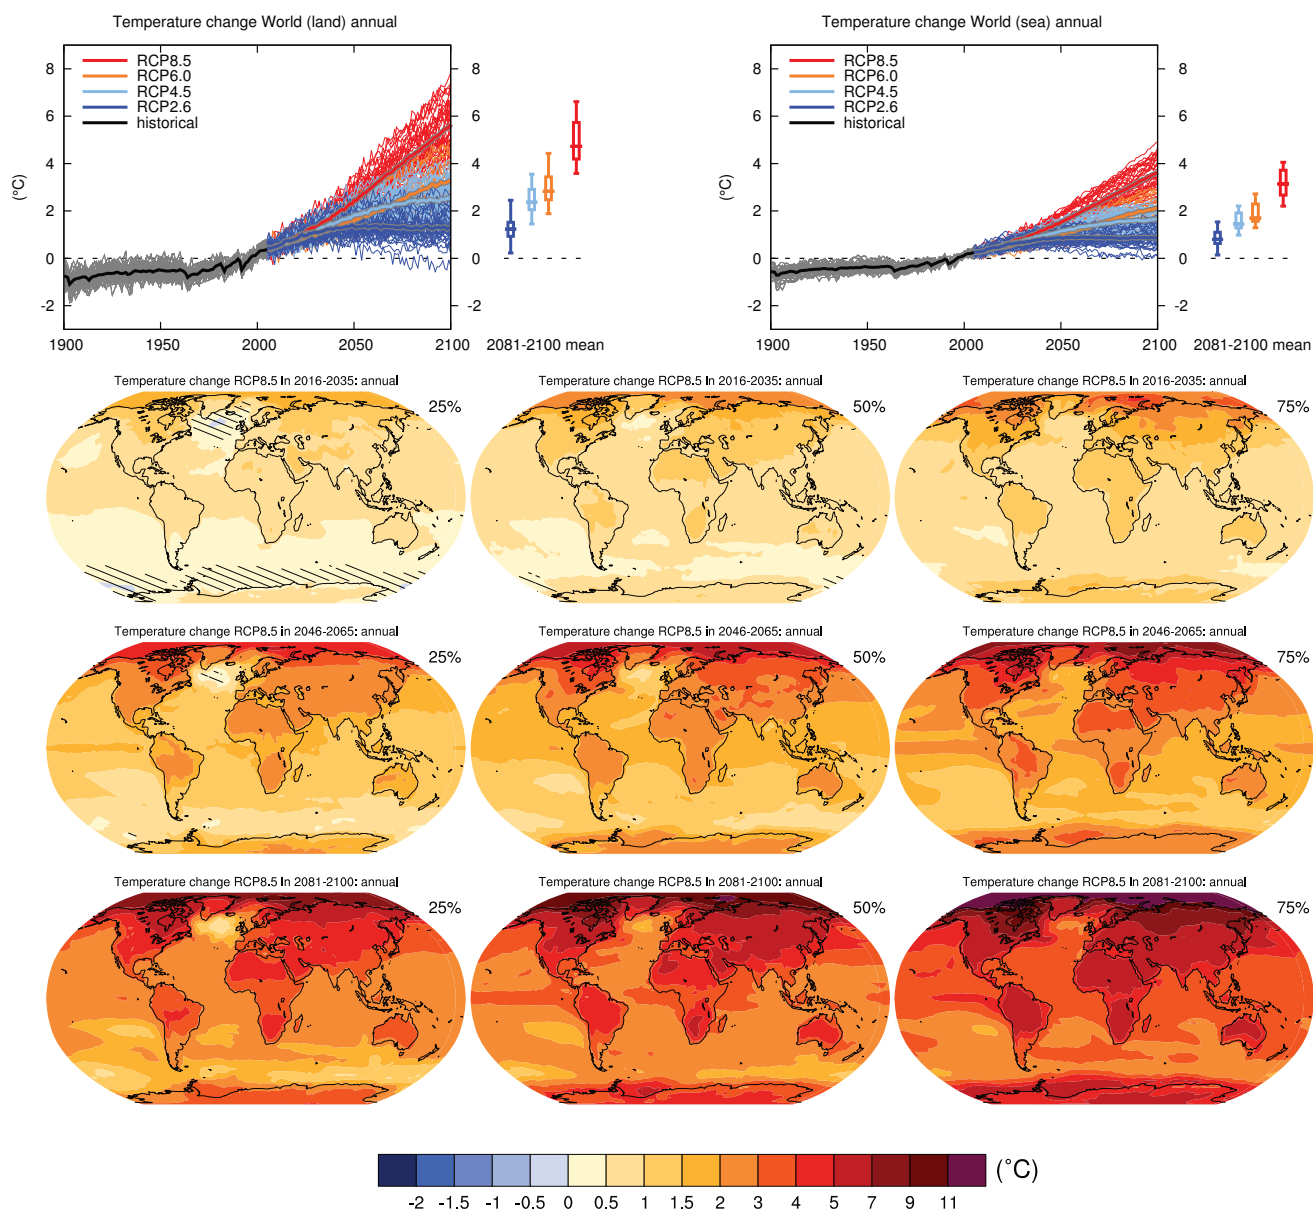 Temperature change World (land) annual
Temperature change World (sea) annual
8
6
4
2
0
-2
(°C)
RCP8.5
RCP6.0
RCP4.5
RCP2.6
historical
8
6
4
2
0
-2
1900 1950 2000 2050 2100
2081-2100 mean
8
6
4
2
0
-2
(°C)
RCP8.5
RCP6.0
RCP4.5
RCP2.6
historical
8
6
4
2
0
-2
1900 1950 2000 2050 2100
2081-2100 mean
Temperature change RCP8.5 in 2016-2035: annual
25%
Temperature change RCP8.5 in 2016-2035: annual
50%
Temperature change RCP8.5 in 2016-2035: annual
75%
Temperature change RCP8.5 in 2046-2065: annual
25%
Temperature change RCP8.5 in 2046-2065: annual
50%
Temperature change RCP8.5 in 2046-2065: annual
75%
Temperature change RCP8.5 in 2081-2100: annual
25%
Temperature change RCP8.5 in 2081-2100: annual
50%
Temperature change RCP8.5 in 2081-2100: annual
75%
(°C)
-2 -1.5 -1 -0.5 0 0.5 1 1.5 2 3 4 5 7 9 11